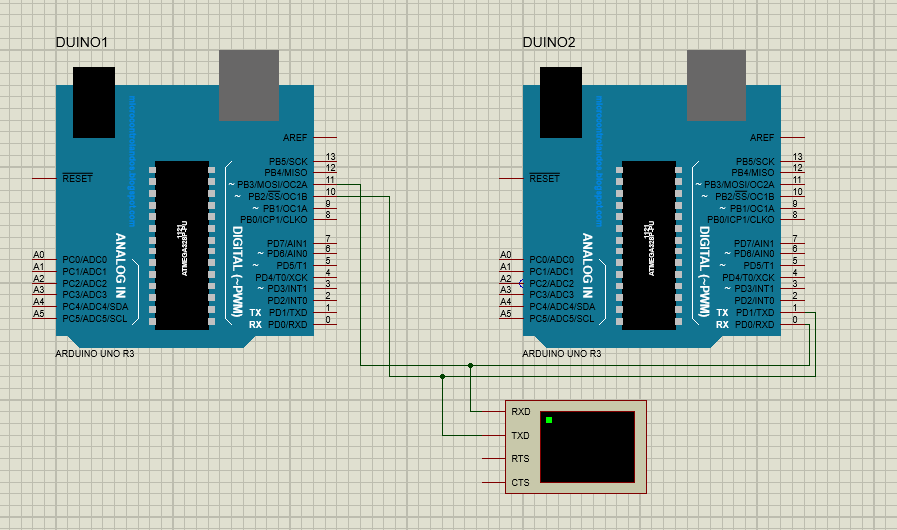 DUINO1
microcontrolandos.blogspot.com
AREF
PB5/SCK 13
PB4/MISO 12
RESET
~ PB3/MOSI/OC2A 11
~ PB2/SS/OC1B 10
~ PB1/OC1A 9
PB0/ICP1/CLKO 8
1121
ATMEGA328P-PU
ANALOG IN
DIGITAL (~PWM)
PD7/AIN1 7
~ PD6/AIN0 6
~ PD5/T1 5
PD4/T0/XCK 4
~ PD3/INT1 3
PD2/INT0 2
TX PD1/TXD 1
RX PD0/RXD 0
A0 PC0/ADC0
A1 PC1/ADC1
A2 PC2/ADC2
A3 PC3/ADC3
A4 PC4/ADC4/SDA
A5 PC5/ADC5/SCL
ARDUINO UNO R3
DUINO2
microcontrolandos.blogspot.com
AREF
PB5/SCK 13
PB4/MISO 12
RESET
~ PB3/MOSI/OC2A 11
~ PB2/SS/OC1B 10
~ PB1/OC1A 9
PB0/ICP1/CLKO 8
1121
ATMEGA328P-PU
ANALOG IN
DIGITAL (~PWM)
PD7/AIN1 7
~ PD6/AIN0 6
~ PD5/T1 5
PD4/T0/XCK 4
~ PD3/INT1 3
PD2/INT0 2
TX PD1/TXD 1
RX PD0/RXD 0
A0 PC0/ADC0
A1 PC1/ADC1
A2 PC2/ADC2
A3 PC3/ADC3
A4 PC4/ADC4/SDA
A5 PC5/ADC5/SCL
ARDUINO UNO R3
RXD
TXD
RTS
CTS